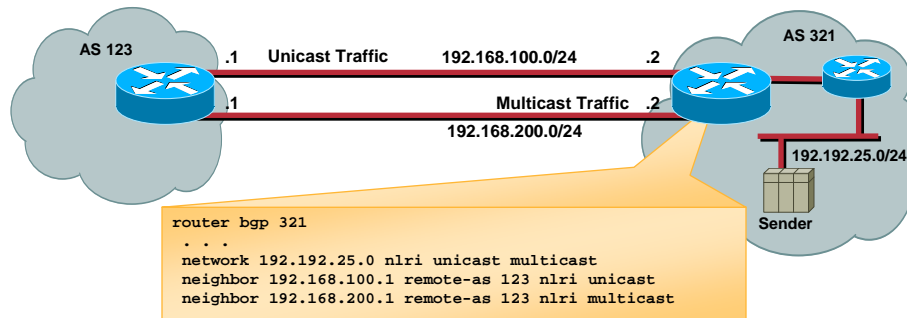 AS 123
AS 321
.1 Unicast Traffic 192.168.100.0/24 .2
.1 Multicast Traffic .2
192.168.200.0/24
192.192.25.0/24
Sender
router bgp 321
. . .
network 192.192.25.0 nlri unicast multicast
neighbor 192.168.100.1 remote-as 123 nlri unicast
neighbor 192.168.200.1 remote-as 123 nlri multicast